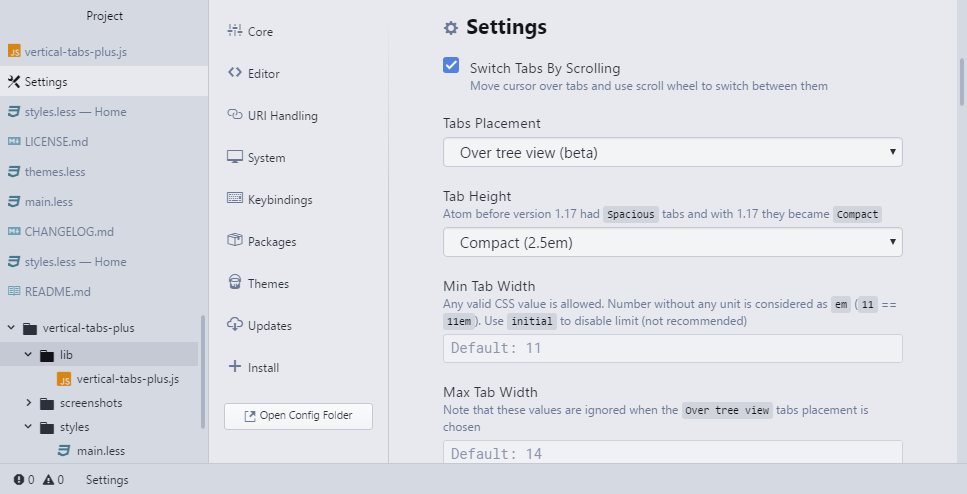 Project
vertical-tabs-plus.js
Settings
styles.less — Home
LICENSE.md
themes.less
main.less
CHANGELOG.md
styles.less — Home
README.md
vertical-tabs-plus
lib
vertical-tabs-plus.js
screenshots
styles
main.less
Core
Editor
URI Handling
System
Keybindings
Packages
Themes
Updates
Install
Open Config Folder
Settings
Switch Tabs By Scrolling
Move cursor over tabs and use scroll wheel to switch between them
Tabs Placement
Over tree view (beta)
Tab Height
Atom before version 1.17 had Spacious tabs and with 1.17 they became Compact
Compact (2.5em)
Min Tab Width
Any valid CSS value is allowed. Number without any unit is considered as em (11 ==
11em). Use initial to disable limit (not recommended)
Default: 11
Max Tab Width
Note that these values are ignored when the Over tree view tabs placement is
chosen
Default: 14
0 0 Settings